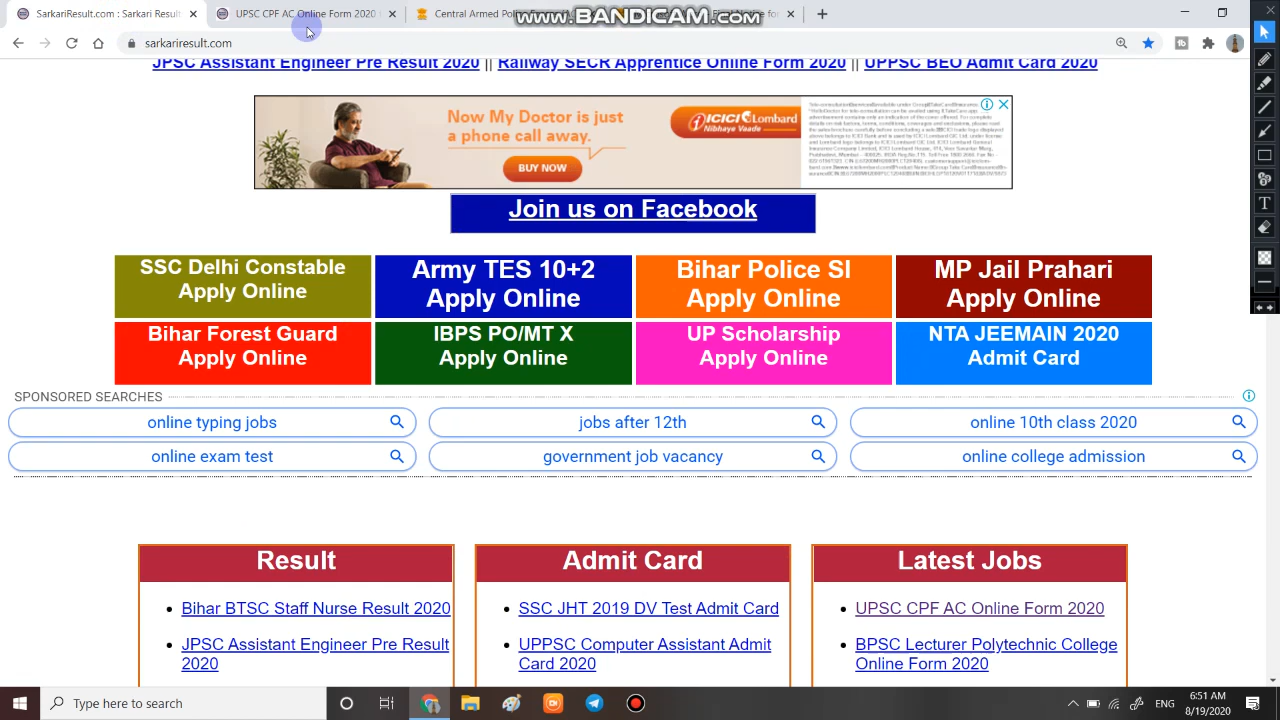 Sarkari Result: Sarkari Resu
UPSC CPF AC Online Form 2020
Central Armed Po
www.BANDICAM.com
sarkariresult.com
JPSC Assistant Engineer Pre Result 2020 || Railway SECR Apprentice Online Form 2020 || UPPSC BEO Admit Card 2020
Now My Doctor is just
a phone call away.
BUY NOW
ICICI Lombard
Nibhaye Vaade
Join us on Facebook
SSC Delhi Constable
Apply Online
Army TES 10+2
Apply Online
Bihar Police SI
Apply Online
MP Jail Prahari
Apply Online
Bihar Forest Guard
Apply Online
IBPS PO/MT X
Apply Online
UP Scholarship
Apply Online
NTA JEEMAIN 2020
Admit Card
SPONSORED SEARCHES
online typing jobs
jobs after 12th
online 10th class 2020
online exam test
government job vacancy
online college admission
Result
Bihar BTSC Staff Nurse Result 2020
JPSC Assistant Engineer Pre Result
2020
Admit Card
SSC JHT 2019 DV Test Admit Card
UPPSC Computer Assistant Admit
Card 2020
Latest Jobs
UPSC CPF AC Online Form 2020
BPSC Lecturer Polytechnic College
Online Form 2020
Type here to search
ENG
6:51 AM
8/19/2020